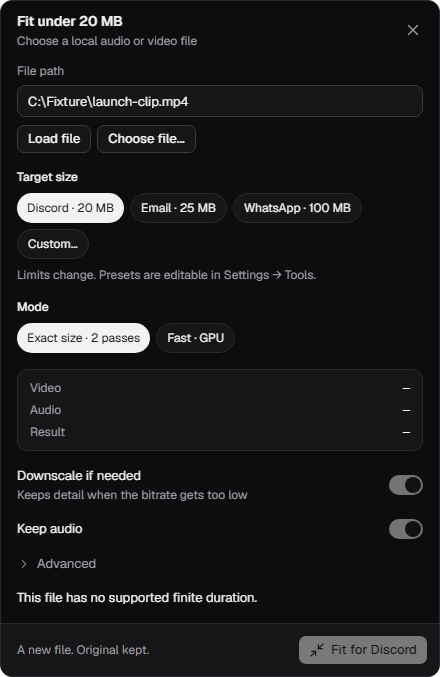 Fit under 20 MB
Choose a local audio or video file
File path
C:\Fixture\launch-clip.mp4
Load file
Choose file...
Target size
Discord · 20 MB
Email · 25 MB
WhatsApp · 100 MB
Custom...
Limits change. Presets are editable in Settings → Tools.
Mode
Exact size · 2 passes
Fast · GPU
Video –
Audio –
Result –
Downscale if needed
Keeps detail when the bitrate gets too low
Keep audio
Advanced
This file has no supported finite duration.
A new file. Original kept.
Fit for Discord